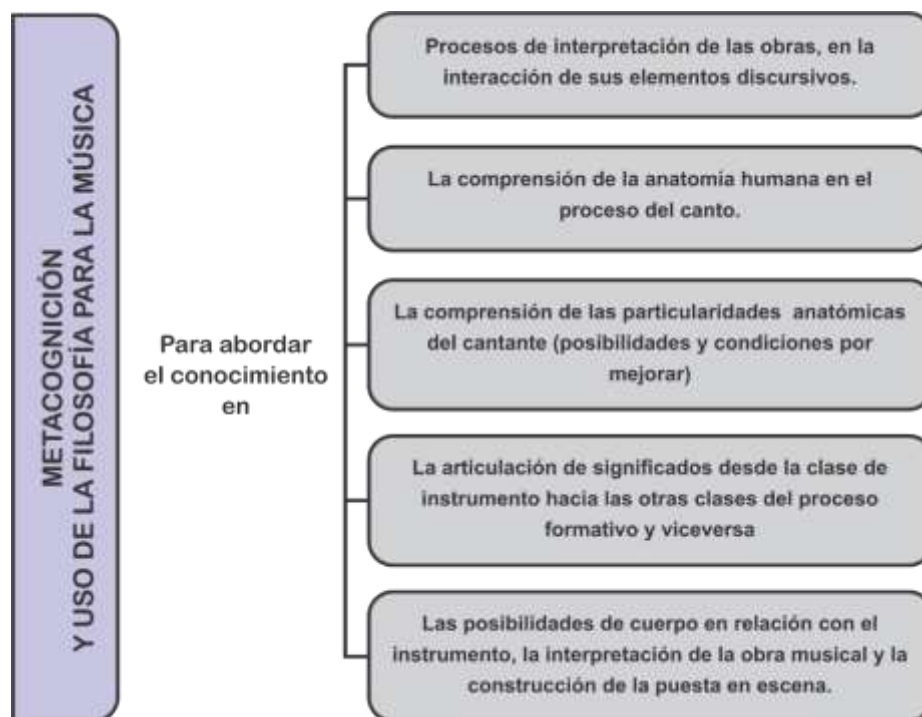 METACOGNICIÓN
Y USO DE LA FILOSOFÍA PARA LA MÚSICA
Para abordar
el conocimiento
en
Procesos de interpretación de las obras, en la
interacción de sus elementos discursivos.
La comprensión de la anatomía humana en el
proceso del canto.
La comprensión de las particularidades anatómicas
del cantante (posibilidades y condiciones por
mejorar)
La articulación de significados desde la clase de
instrumento hacia las otras clases del proceso
formativo y viceversa
Las posibilidades de cuerpo en relación con el
instrumento, la interpretación de la obra musical y la
construcción de la puesta en escena.